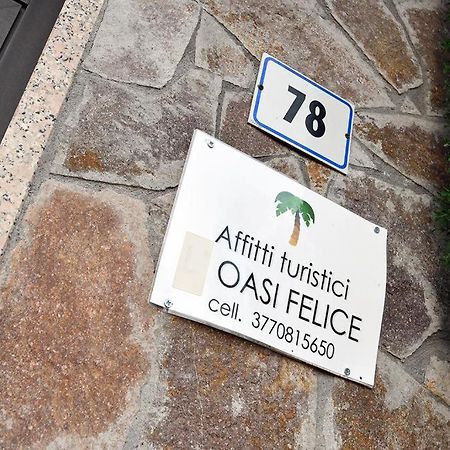 78
Affitti turistici
OASI FELICE
cell. 3770815650